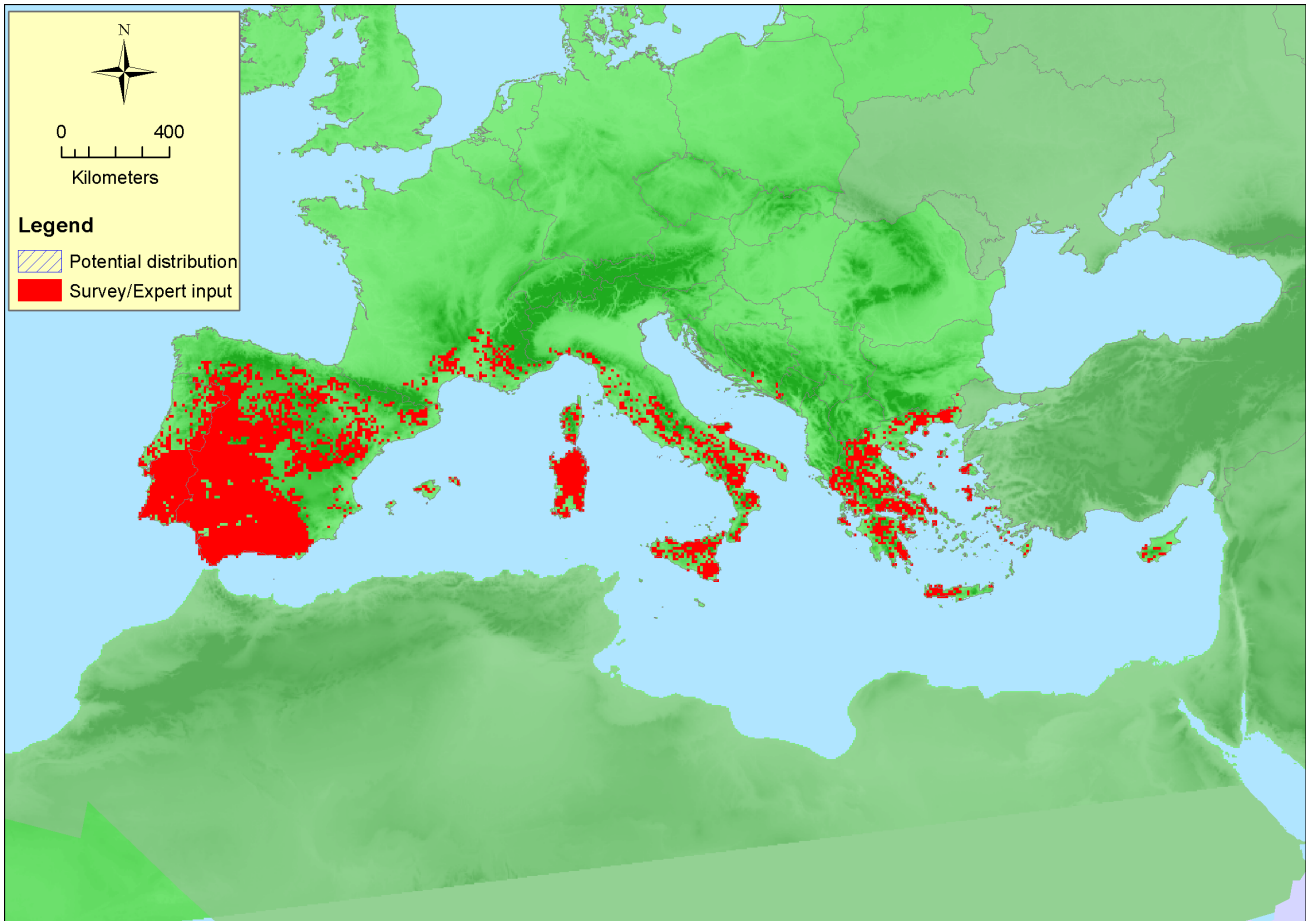 N
0 400
Kilometers
Legend
Potential distribution
Survey/Expert input